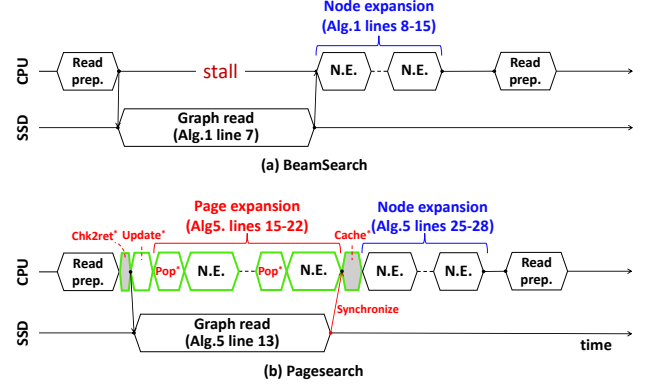 Node expansion
(Alg.1 lines 8-15)
CPU
Read
prep.
stall
N.E.
N.E.
Read
prep.
SSD
Graph read
(Alg.1 line 7)
(a) BeamSearch
Page expansion
(Alg5. lines 15-22)
Node expansion
(Alg.5 lines 25-28)
Chk2ret*
Update*
Cache*
CPU
Read
prep.
Pop*
N.E.
Pop*
N.E.
N.E.
N.E.
Read
prep.
Synchronize
SSD
Graph read
(Alg.5 line 13)
time
(b) Pagesearch